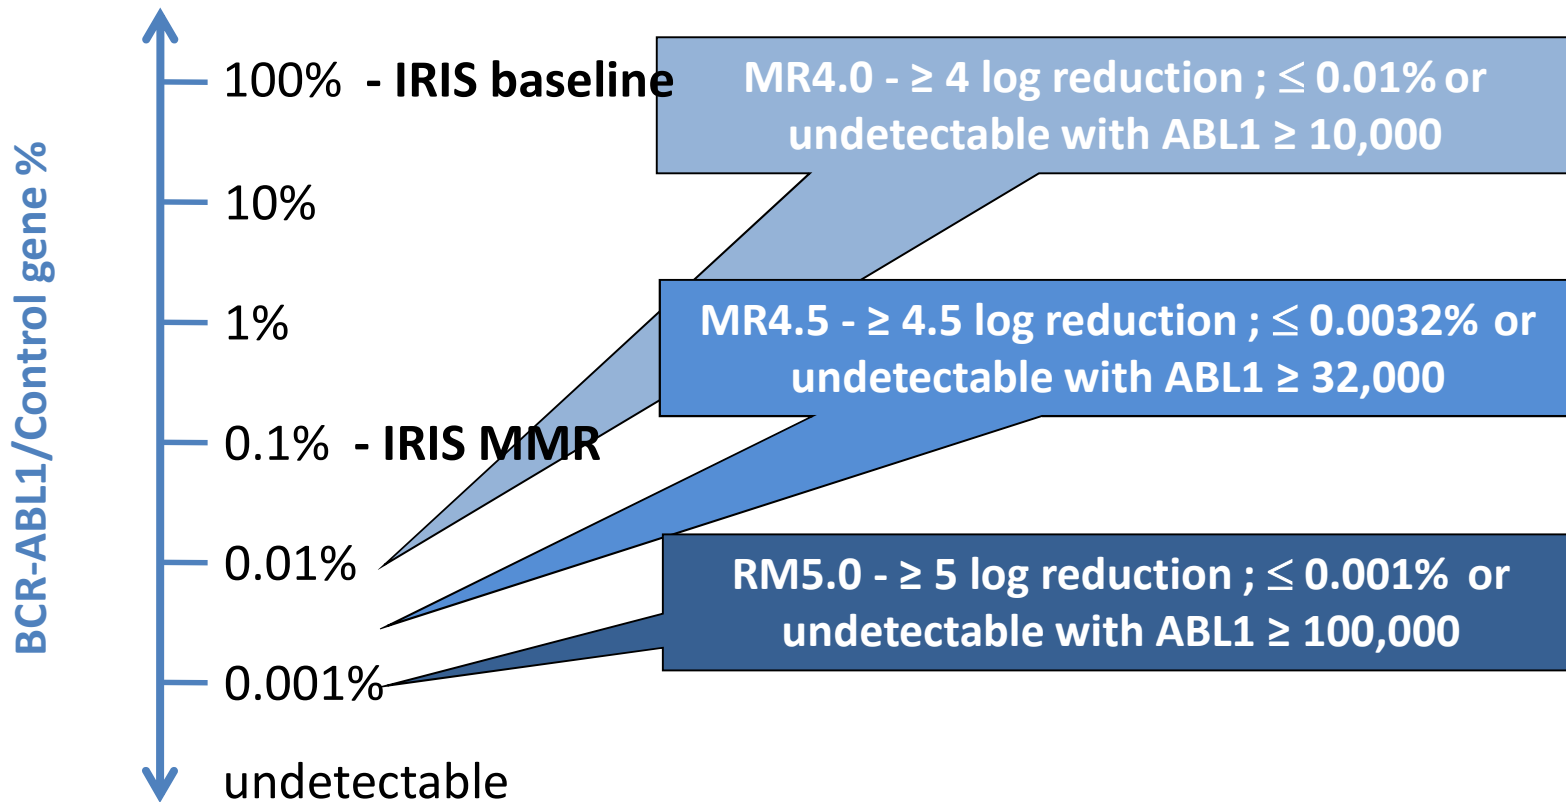 BCR-ABL1/Control gene %
100% - IRIS baseline
10%
1%
0.1% - IRIS MMR
0.01%
0.001%
undetectable
MR4.0 - ≥ 4 log reduction ; ≤ 0.01% or
undetectable with ABL1 ≥ 10,000
MR4.5 - ≥ 4.5 log reduction ; ≤ 0.0032% or
undetectable with ABL1 ≥ 32,000
RM5.0 - ≥ 5 log reduction ; ≤ 0.001% or
undetectable with ABL1 ≥ 100,000